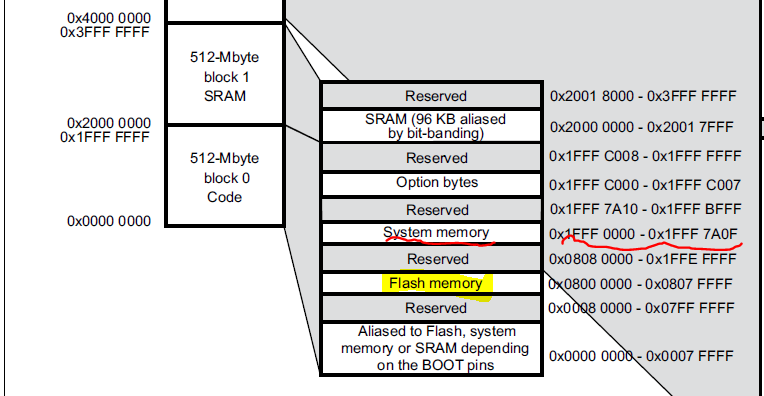 0x4000 0000
0x3FFF FFFF
512-Mbyte
block 1
SRAM
0x2000 0000
0x1FFF FFFF
512-Mbyte
block 0
Code
0x0000 0000
Reserved 0x2001 8000 - 0x3FFF FFFF
SRAM (96 KB aliased
by bit-banding) 0x2000 0000 - 0x2001 7FFF
Reserved 0x1FFF C008 - 0x1FFF FFFF
Option bytes 0x1FFF C000 - 0x1FFF C007
Reserved 0x1FFF 7A10 - 0x1FFF BFFF
System memory 0x1FFF 0000 - 0x1FFF 7A0F
Reserved 0x0808 0000 - 0x1FFE FFFF
Flash memory 0x0800 0000 - 0x0807 FFFF
Reserved 0x0008 0000 - 0x07FF FFFF
Aliased to Flash, system
memory or SRAM depending
on the BOOT pins 0x0000 0000 - 0x0007 FFFF